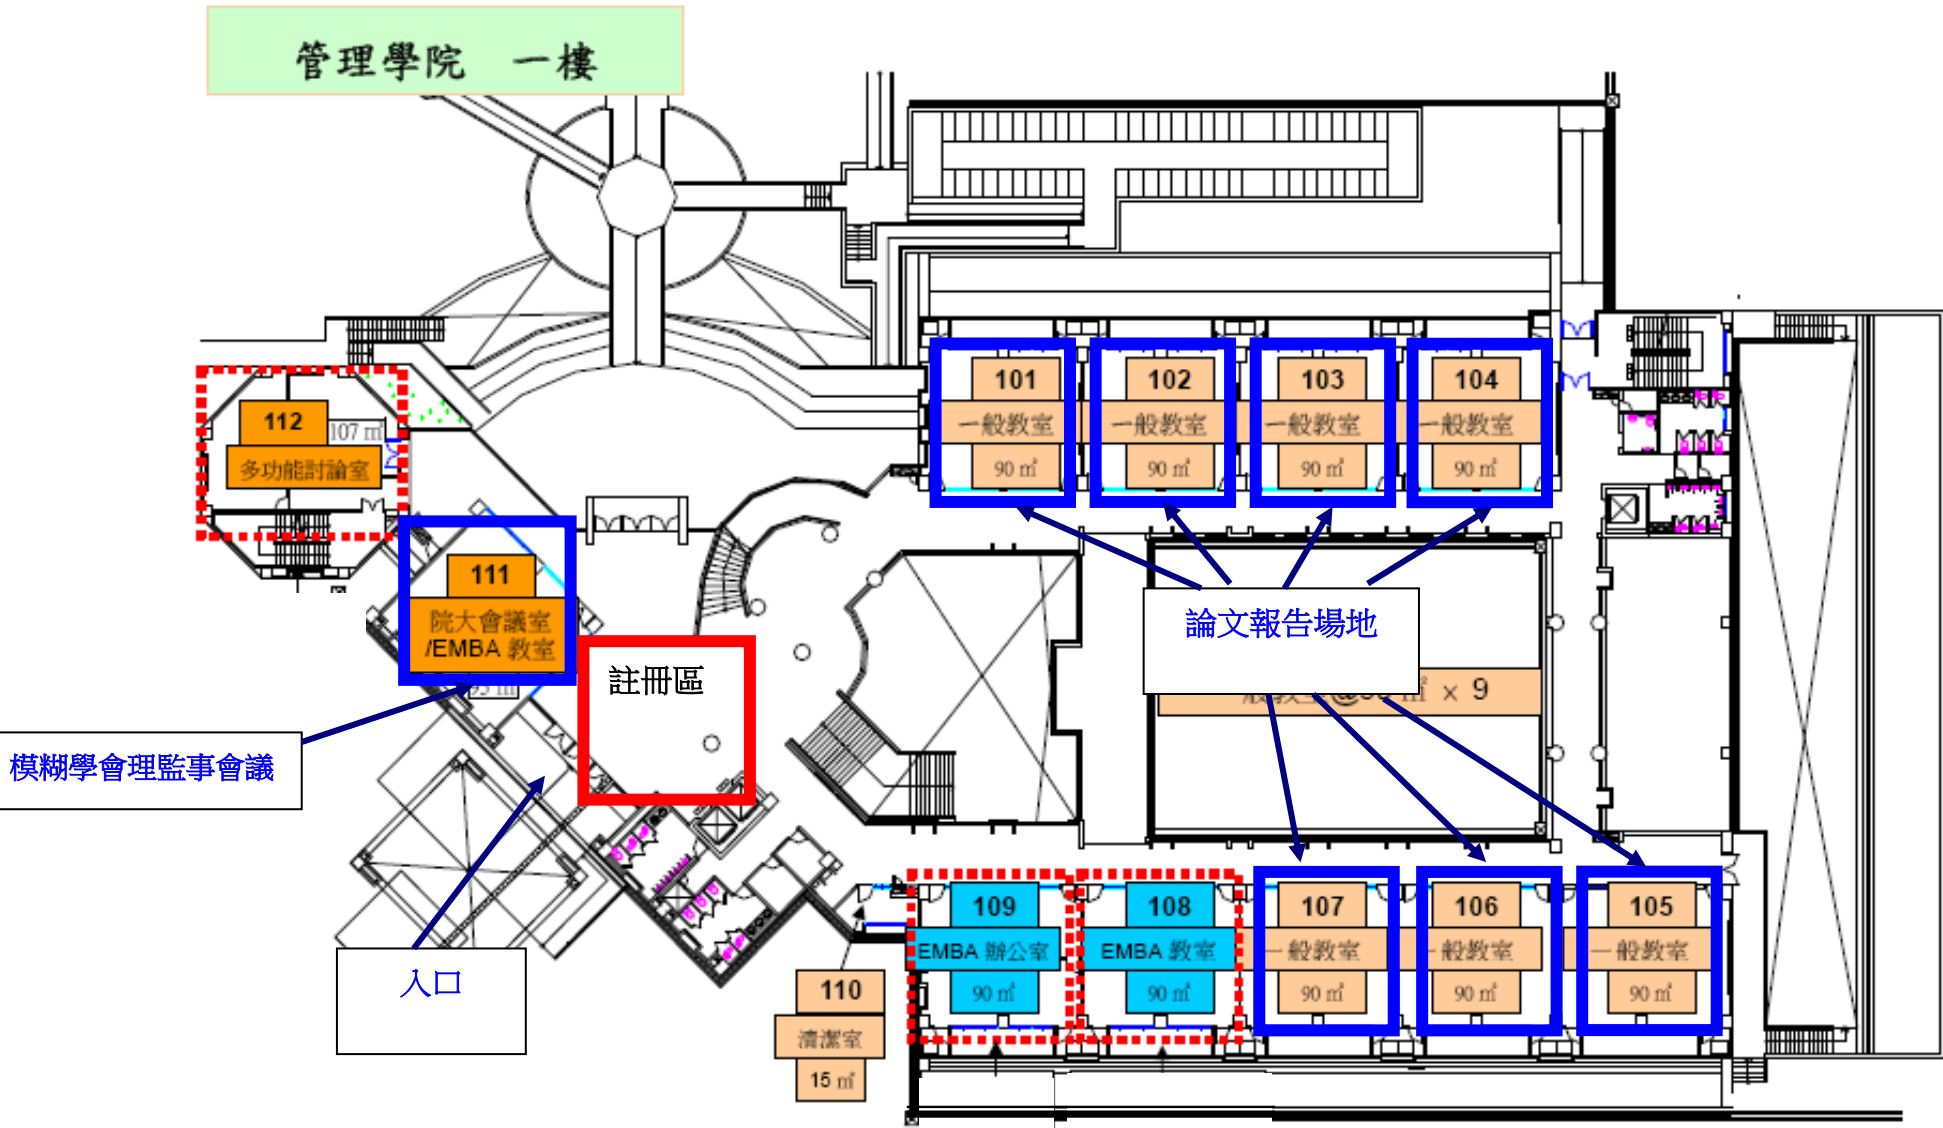 管理學院 一樓
101
一般教室
90 ㎡
102
一般教室
90 ㎡
103
一般教室
90 ㎡
104
一般教室
90 ㎡
112
107 ㎡
多功能討論室
111
院大會議室
/EMBA 教室
註冊區
論文報告場地
㎡ × 9
模糊學會理監事會議
入口
109
EMBA 辦公室
90 ㎡
108
EMBA 教室
90 ㎡
107
一般教室
90 ㎡
106
一般教室
90 ㎡
105
一般教室
90 ㎡
110
清潔室
15 ㎡